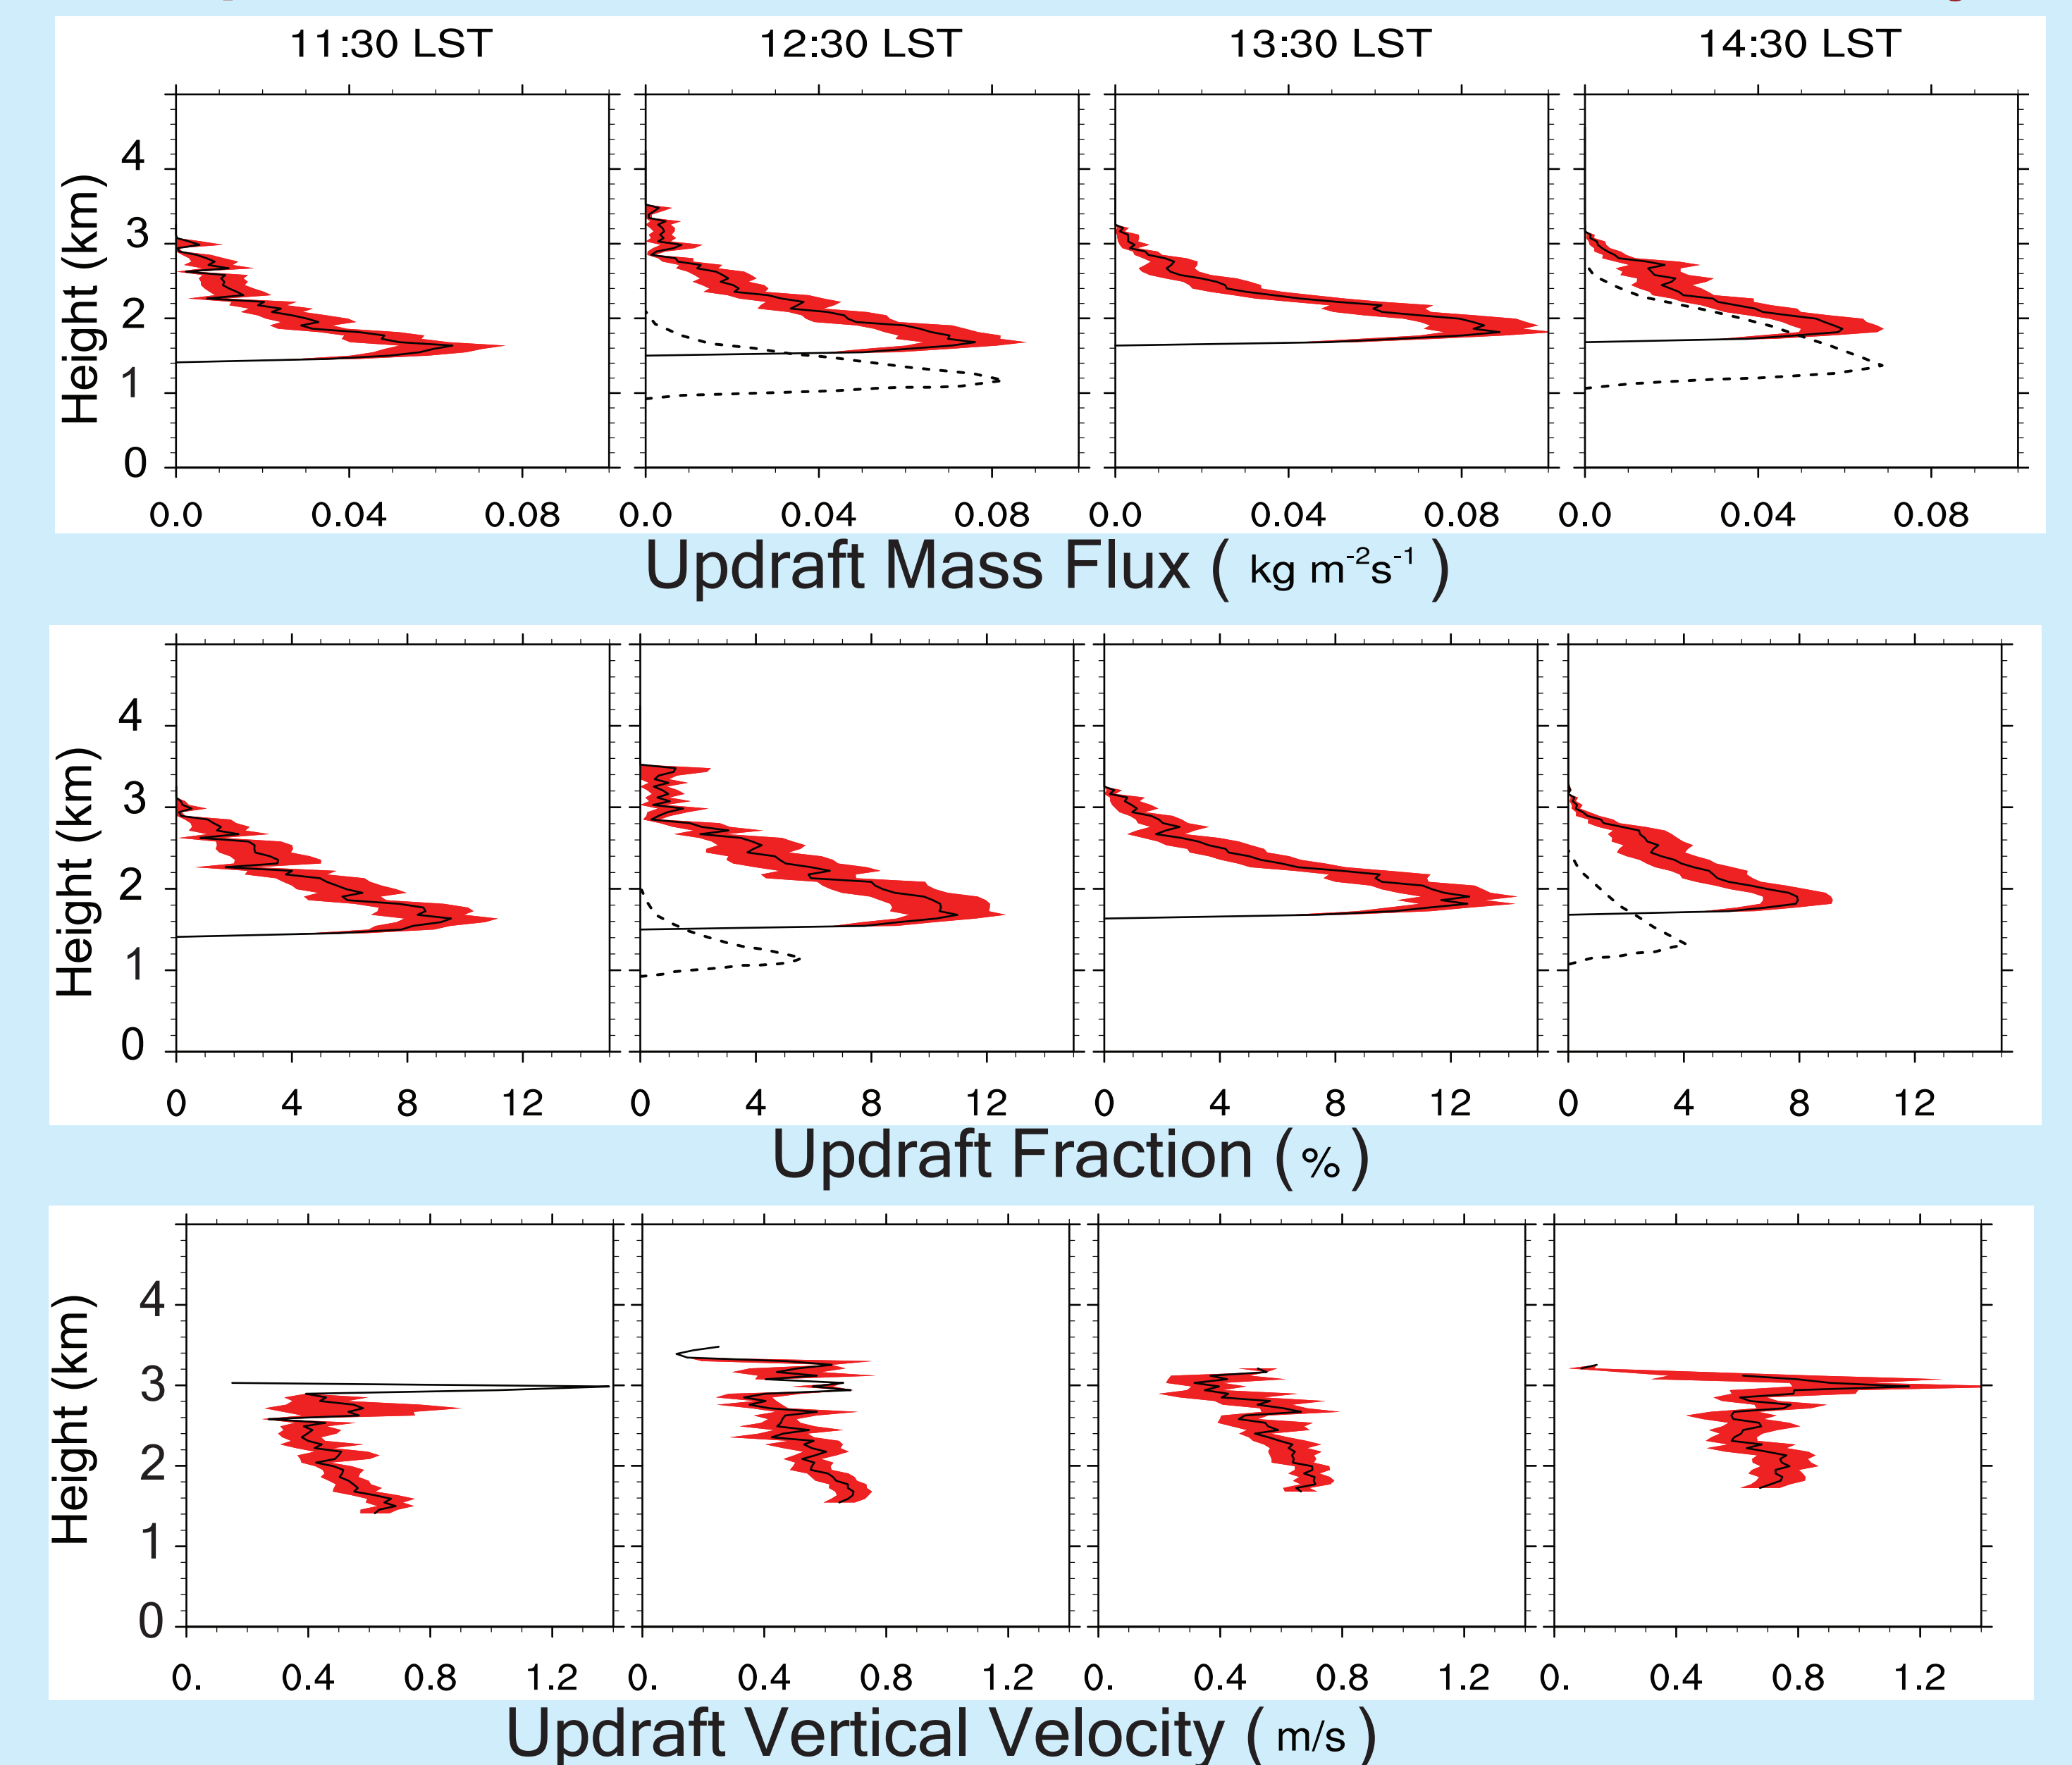 11:30 LST 12:30 LST 13:30 LST 14:30 LST
Height (km)
4
3
2
1
0
0.0 0.04 0.08 0.0 0.04 0.08 0.0 0.04 0.08 0.0 0.04 0.08
Updraft Mass Flux ( kg m⁻²s⁻¹ )
Height (km)
4
3
2
1
0
0 4 8 12 0 4 8 12 0 4 8 12 0 4 8 12
Updraft Fraction ( % )
Height (km)
4
3
2
1
0
0. 0.4 0.8 1.2 0. 0.4 0.8 1.2 0. 0.4 0.8 1.2 0. 0.4 0.8 1.2
Updraft Vertical Velocity ( m/s )